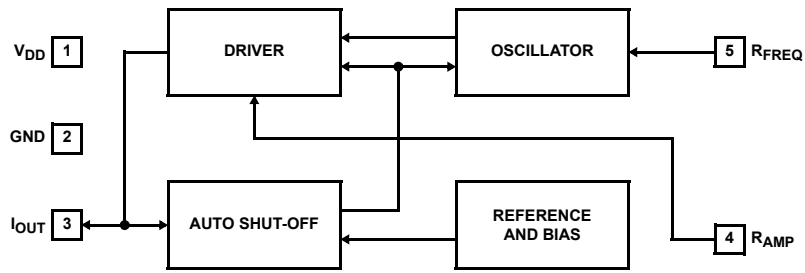 V_DD 1
DRIVER
OSCILLATOR
5 R_FREQ
GND 2
I_OUT 3
AUTO SHUT-OFF
REFERENCE
AND BIAS
4 R_AMP